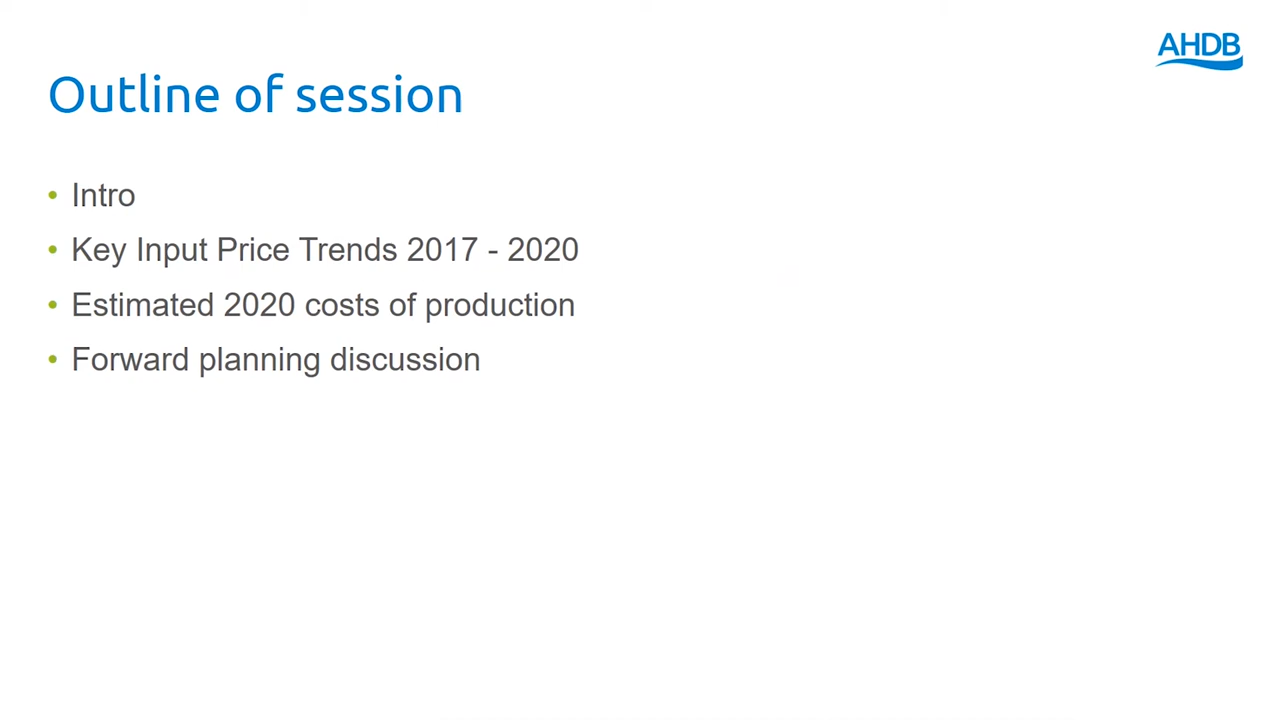 AHDB
Outline of session
• Intro
• Key Input Price Trends 2017 - 2020
• Estimated 2020 costs of production
• Forward planning discussion